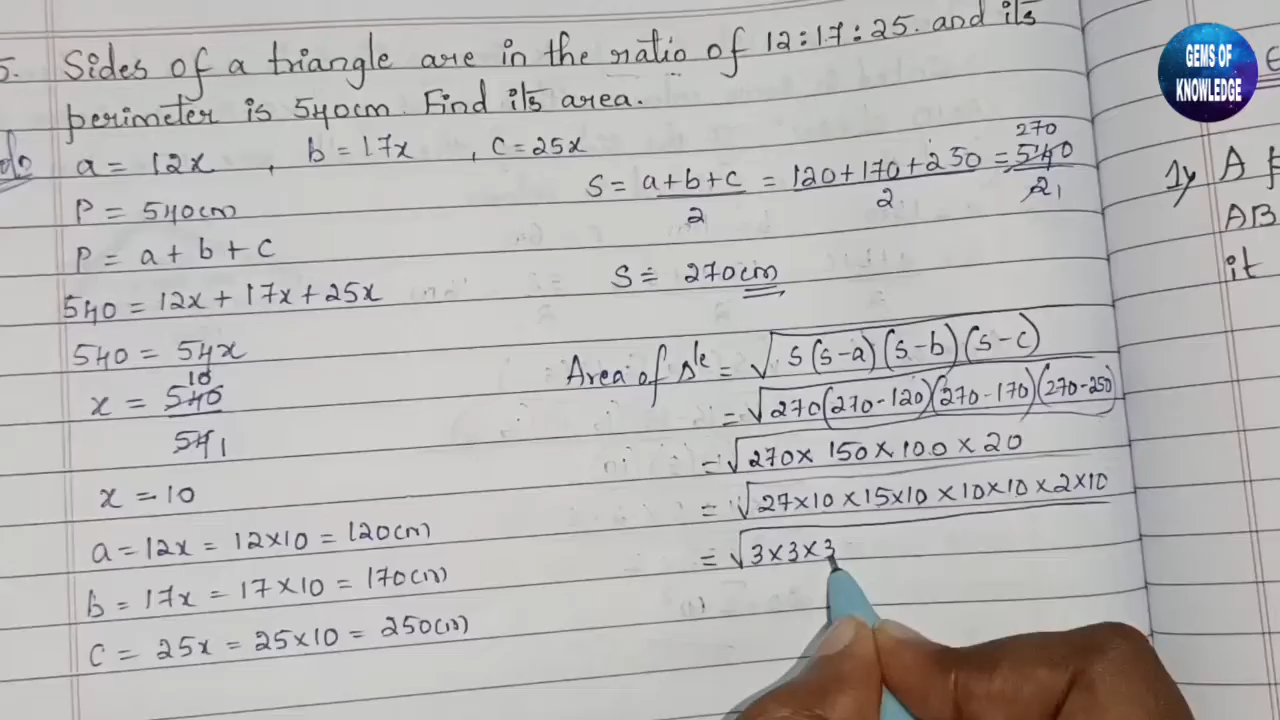 5. Sides of a triangle are in the ratio of 12:17:25. and its
perimeter is 540cm. Find its area.
a = 12x , b = 17x , c = 25x
P = 540cm
P = a + b + c
540 = 12x + 17x + 25x
540 = 54x
10
x = 540
54 1
x = 10
a = 12x = 12×10 = 120cm
b = 17x = 17×10 = 170cm
c = 25x = 25×10 = 250cm
270
S = a+b+c = 120+170+250 = 540
2 2 2 1
S = 270cm
Area of Δle = √S(S-a)(S-b)(S-c)
= √270(270-120)(270-170)(270-250)
= √270×150×100×20
= √27×10×15×10×10×10×2×10
= √3×3×3
GEMS OF
KNOWLEDGE
1y A
AB
it